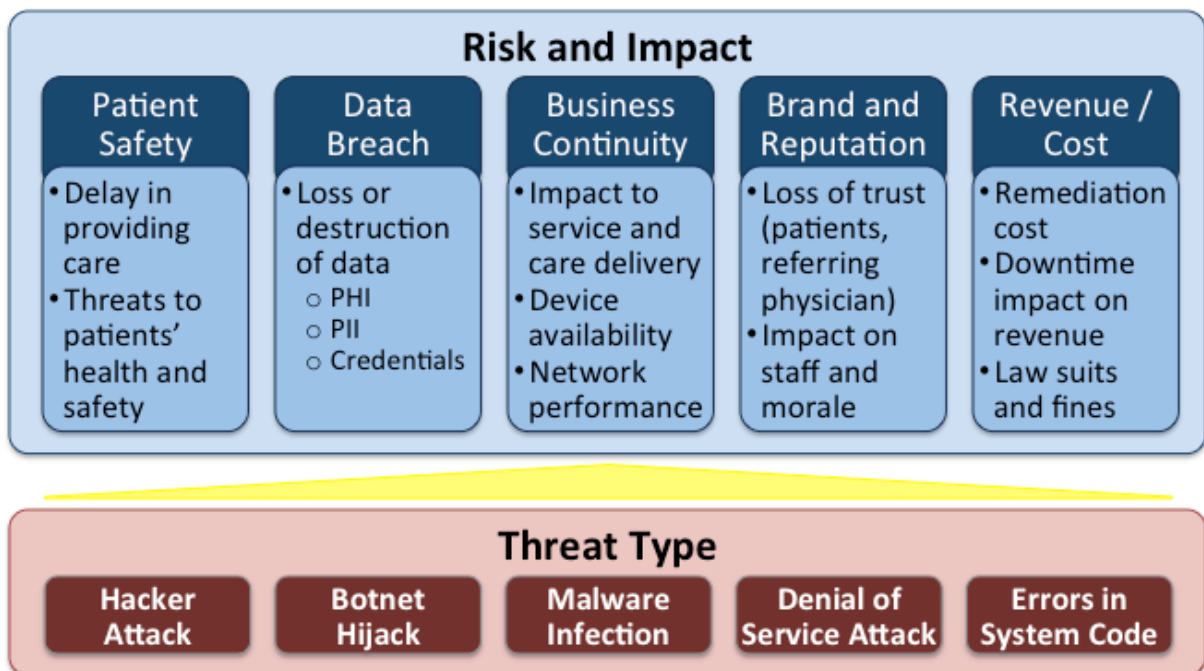 Risk and Impact
Patient
Safety
• Delay in
providing
care
• Threats to
patients’
health and
safety
Data
Breach
• Loss or
destruction
of data
○ PHI
○ PII
○ Credentials
Business
Continuity
• Impact to
service and
care delivery
• Device
availability
• Network
performance
Brand and
Reputation
• Loss of trust
(patients,
referring
physician)
• Impact on
staff and
morale
Revenue /
Cost
• Remediation
cost
• Downtime
impact on
revenue
• Law suits
and fines
Threat Type
Hacker
Attack
Botnet
Hijack
Malware
Infection
Denial of
Service Attack
Errors in
System Code